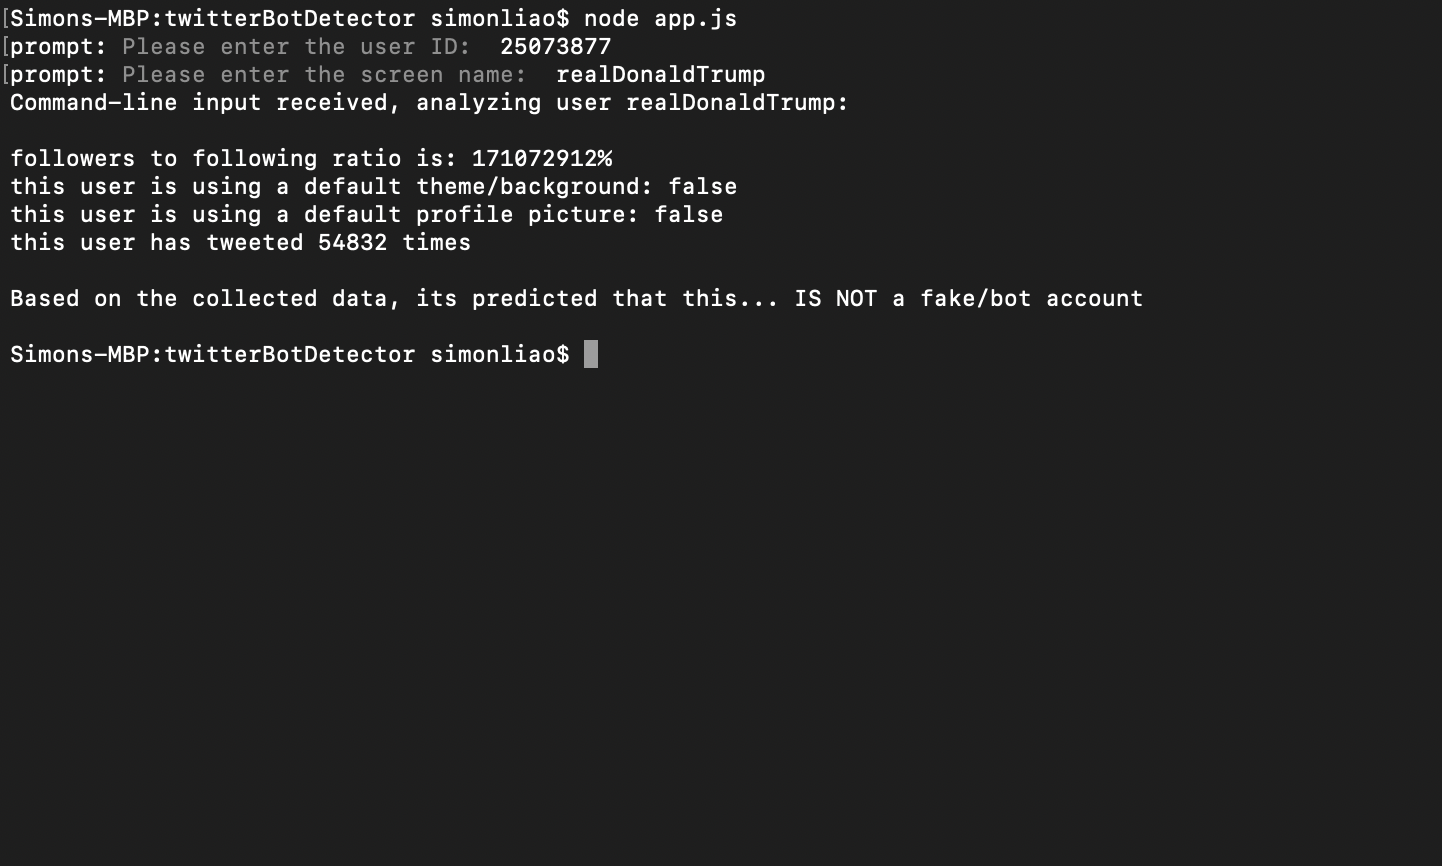 [Simons-MBP:twitterBotDetector simonliao$ node app.js
[prompt: Please enter the user ID:  25073877
[prompt: Please enter the screen name:  realDonaldTrump
Command-line input received, analyzing user realDonaldTrump:
followers to following ratio is: 171072912%
this user is using a default theme/background: false
this user is using a default profile picture: false
this user has tweeted 54832 times
Based on the collected data, its predicted that this... IS NOT a fake/bot account
Simons-MBP:twitterBotDetector simonliao$